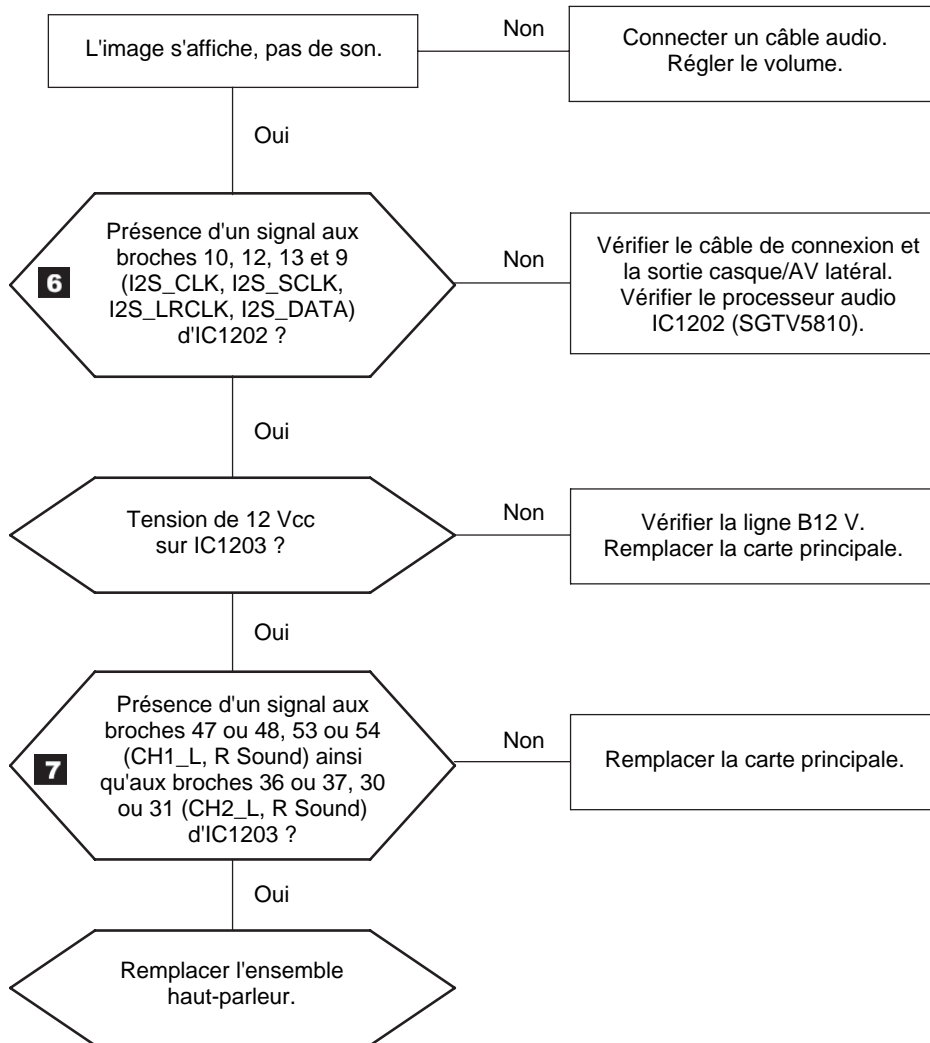 L'image s'affiche, pas de son.
Non
Connecter un câble audio.
Régler le volume.
Oui
6
Présence d'un signal aux
broches 10, 12, 13 et 9
(I2S_CLK, I2S_SCLK,
I2S_LRCLK, I2S_DATA)
d'IC1202 ?
Non
Vérifier le câble de connexion et
la sortie casque/AV latéral.
Vérifier le processeur audio
IC1202 (SGTV5810).
Oui
Tension de 12 Vcc
sur IC1203 ?
Non
Vérifier la ligne B12 V.
Remplacer la carte principale.
Oui
7
Présence d'un signal aux
broches 47 ou 48, 53 ou 54
(CH1_L, R Sound) ainsi
qu'aux broches 36 ou 37, 30
ou 31 (CH2_L, R Sound)
d'IC1203 ?
Non
Remplacer la carte principale.
Oui
Remplacer l'ensemble
haut-parleur.